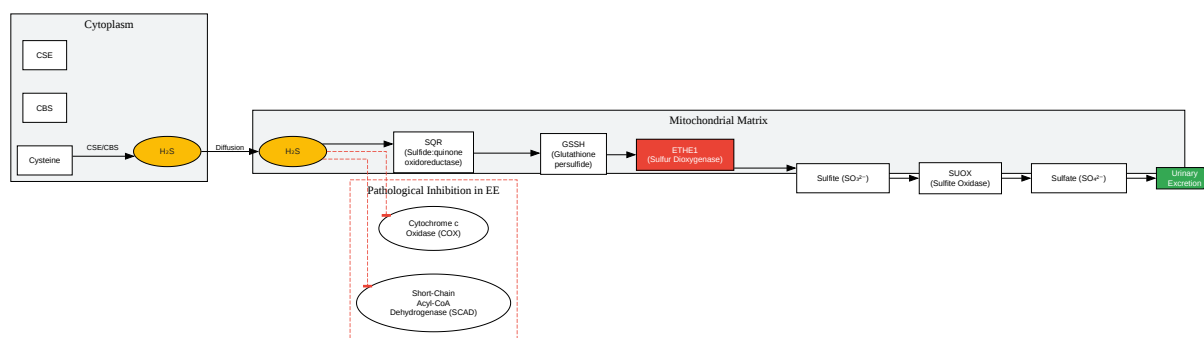 Cytoplasm
CSE
CBS
Cysteine
CSE/CBS
H₂S
Diffusion
Mitochondrial Matrix
H₂S
SQR
(Sulfide:quinone
oxidoreductase)
GSSH
(Glutathione
persulfide)
ETHE1
(Sulfur Dioxygenase)
Sulfite (SO₃²⁻)
SUOX
(Sulfite Oxidase)
Sulfate (SO₄²⁻)
Urinary
Excretion
Pathological Inhibition in EE
Cytochrome c
Oxidase (COX)
Short-Chain
Acyl-CoA
Dehydrogenase (SCAD)